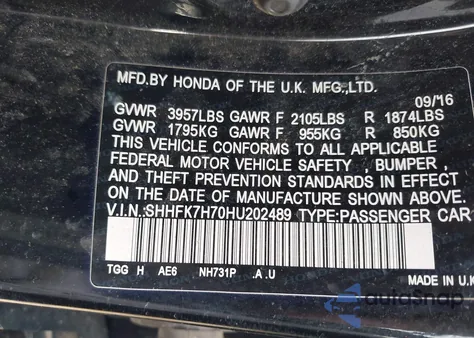 MFD.BY HONDA OF THE U.K. MFG.,LTD.
09/16
GVWR 3957LBS GAWR F 2105LBS R 1874LBS
GVWR 1795KG GAWR F 955KG R 850KG
THIS VEHICLE CONFORMS TO ALL APPLICABLE
FEDERAL MOTOR VEHICLE SAFETY , BUMPER ,
AND THEFT PREVENTION STANDARDS IN EFFECT
ON THE DATE OF MANUFACTURE SHOWN ABOVE.
V.I.N.:SHHFK7H70HU202489 TYPE:PASSENGER CAR
TGG H AE6 NH731P .A .U
MADE IN U.K